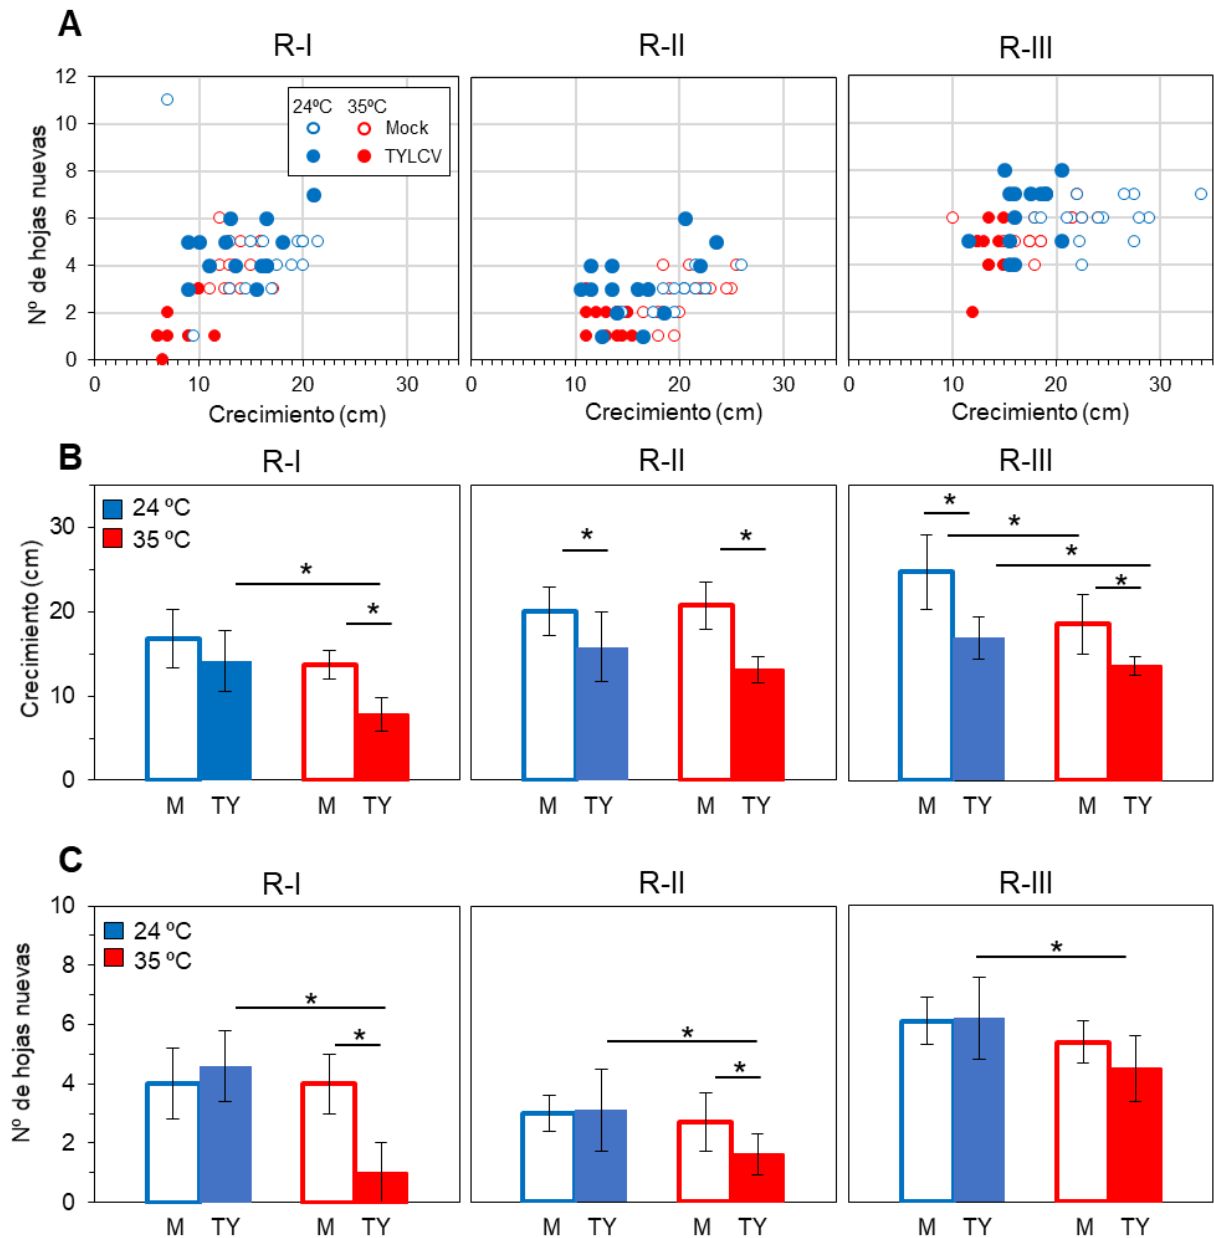 A
R-I
R-II
R-III
Nº de hojas nuevas
12
10
8
6
4
2
0
24ºC 35ºC
Mock
TYLCV
0 10 20 30
0 10 20 30
0 10 20 30
Crecimiento (cm)
Crecimiento (cm)
Crecimiento (cm)
B
R-I
R-II
R-III
Crecimiento (cm)
30
20
10
0
24 ºC
35 ºC
* *
* *
* * * *
M TY M TY
M TY M TY
M TY M TY
C
R-I
R-II
R-III
Nº de hojas nuevas
10
8
6
4
2
0
24 ºC
35 ºC
* *
* *
*
M TY M TY
M TY M TY
M TY M TY